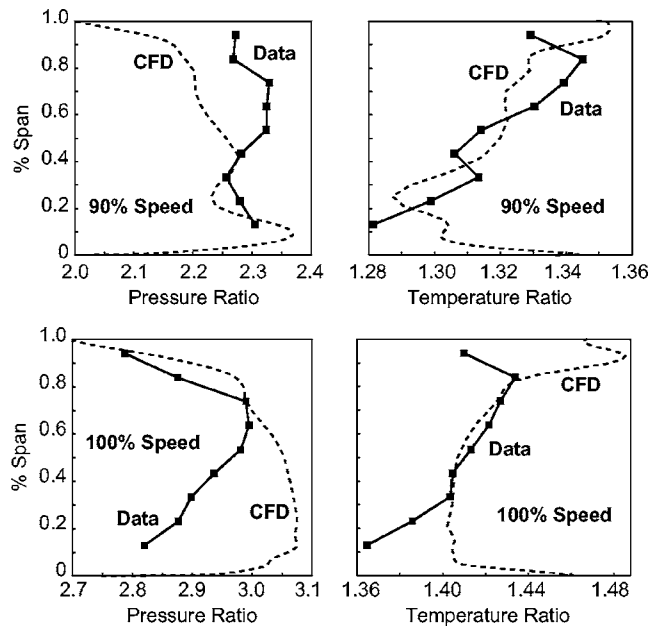 1.0
0.8
0.6
0.4
0.2
0
% Span
CFD
Data
90% Speed
2.0 2.1 2.2 2.3 2.4
Pressure Ratio
CFD
Data
90% Speed
1.28 1.30 1.32 1.34 1.36
Temperature Ratio
1.0
0.8
0.6
0.4
0.2
0
% Span
100% Speed
Data
CFD
2.7 2.8 2.9 3.0 3.1
Pressure Ratio
CFD
Data
100% Speed
1.36 1.40 1.44 1.48
Temperature Ratio